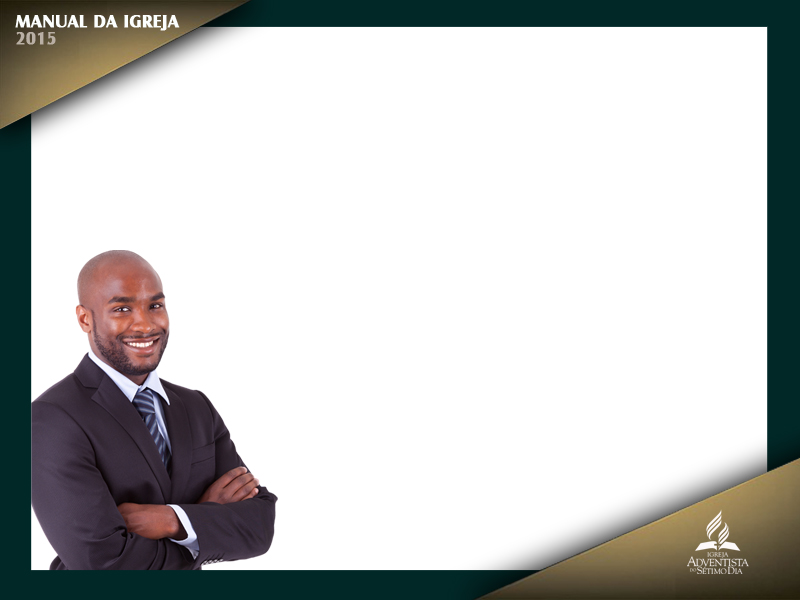 MANUAL DA IGREJA
2015
IGREJA
ADVENTISTA
DO SÉTIMO DIA